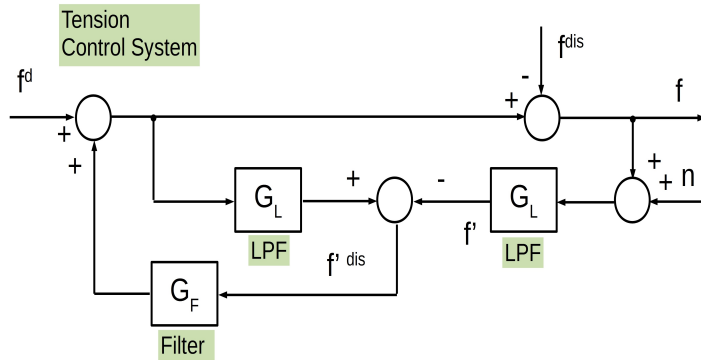 Tension
Control System
f^d
f^dis
-
+
f
+
+
+
+
n
G_L
+
-
G_L
LPF
f'^dis
f'
LPF
G_F
Filter